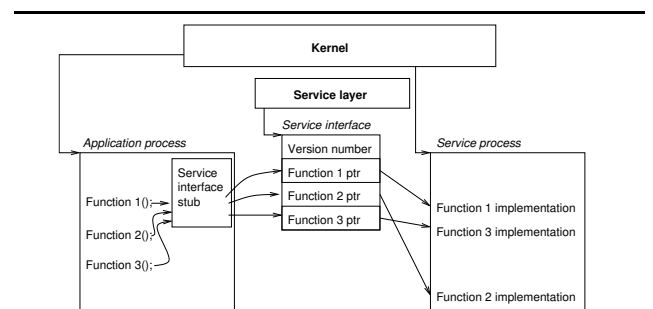 Kernel
Service layer
Application process
Service interface
Service process
Version number
Service
interface
stub
Function 1 ptr
Function 2 ptr
Function 3 ptr
Function 1();
Function 2();
Function 3();
Function 1 implementation
Function 3 implementation
Function 2 implementation